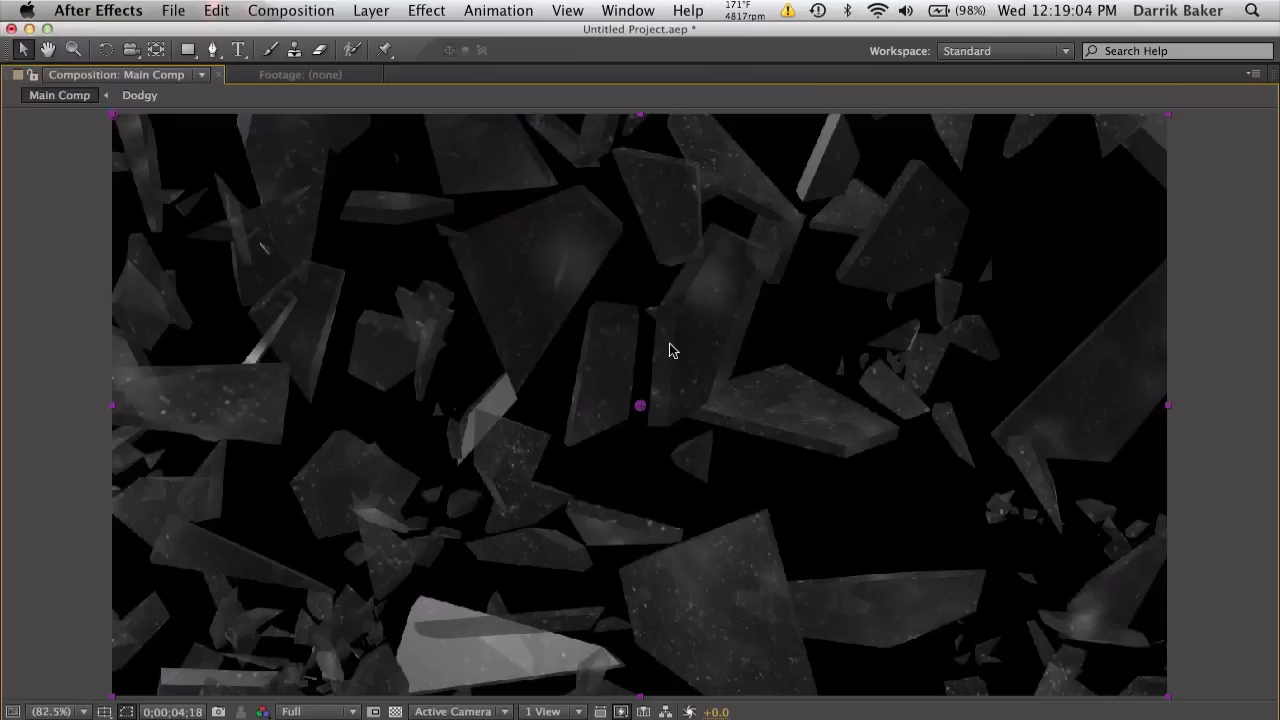 After Effects File Edit Composition Layer Effect Animation View Window Help 171°F 4817rpm (98%) Wed 12:19:04 PM Darrik Baker
Untitled Project.aep *
T Workspace: Standard Search Help
Composition: Main Comp × Footage: (none)
Main Comp Dodgy
(82.5%) 0;00;04;18 Full Active Camera 1 View +0.0